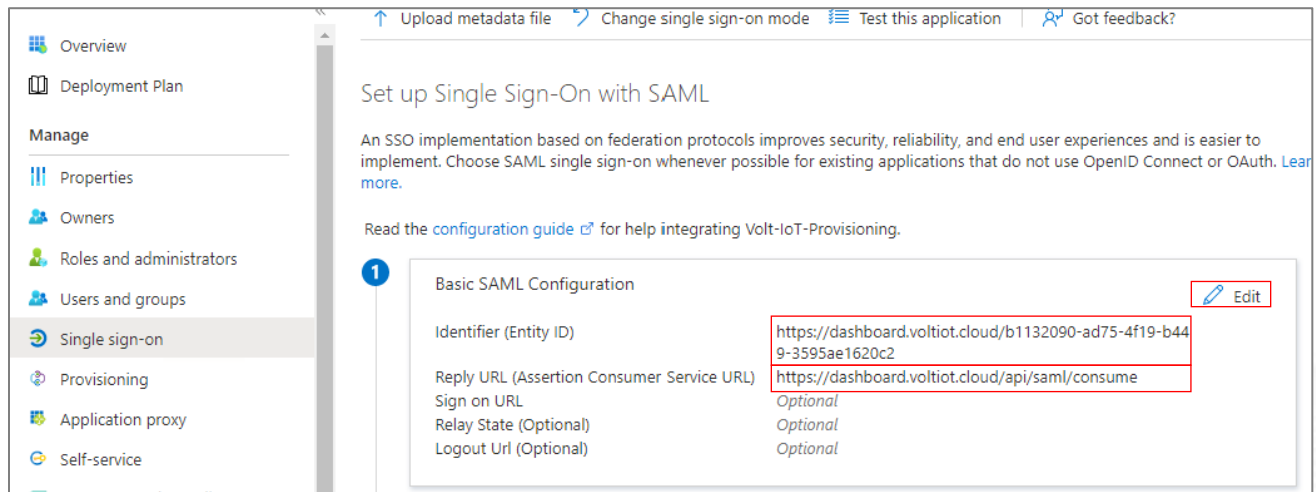 Upload metadata file Change single sign-on mode Test this application Got feedback?
Overview
Deployment Plan
Manage
Properties
Owners
Roles and administrators
Users and groups
Single sign-on
Provisioning
Application proxy
Self-service
Set up Single Sign-On with SAML
An SSO implementation based on federation protocols improves security, reliability, and end user experiences and is easier to
implement. Choose SAML single sign-on whenever possible for existing applications that do not use OpenID Connect or OAuth. Lear
more.
Read the configuration guide for help integrating Volt-IoT-Provisioning.
1
Basic SAML Configuration
Edit
Identifier (Entity ID) https://dashboard.voltiot.cloud/b1132090-ad75-4f19-b44
9-3595ae1620c2
Reply URL (Assertion Consumer Service URL) https://dashboard.voltiot.cloud/api/saml/consume
Sign on URL Optional
Relay State (Optional) Optional
Logout Url (Optional) Optional